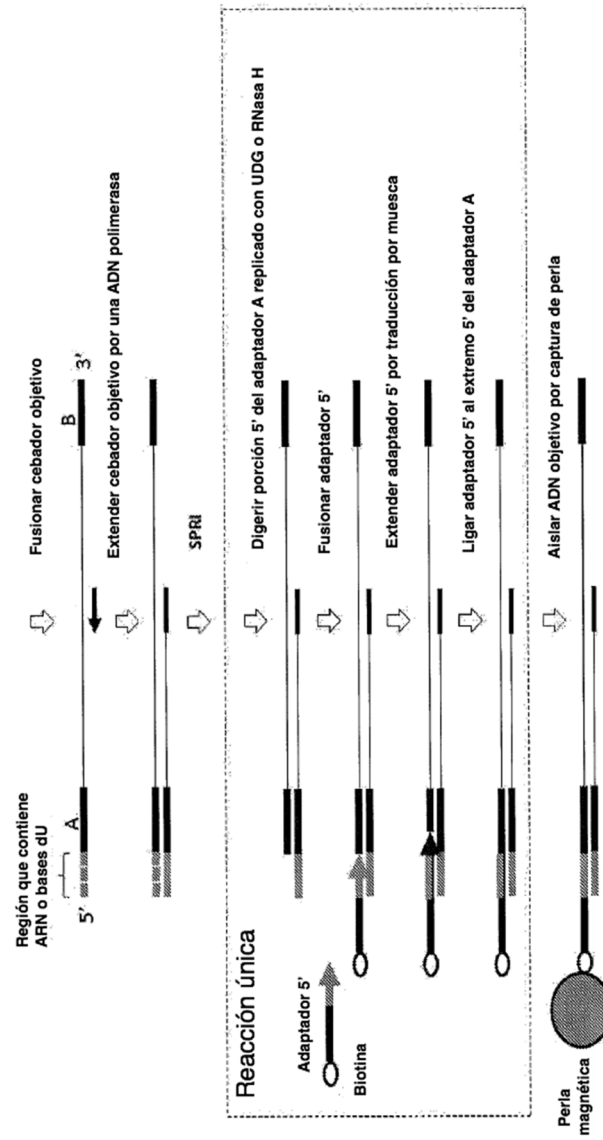 Región que contiene
ARN o bases dU
5'
A
B
3'
Fusionar cebador objetivo
Extender cebador objetivo por una ADN polimerasa
SPRI
Reacción única
Digerir porción 5' del adaptador A replicado con UDG o RNasa H
Adaptador 5'
Biotina
Fusionar adaptador 5'
Extender adaptador 5' por traducción por muesca
Ligar adaptador 5' al extremo 5' del adaptador A
Aislar ADN objetivo por captura de perla
Perla
magnética